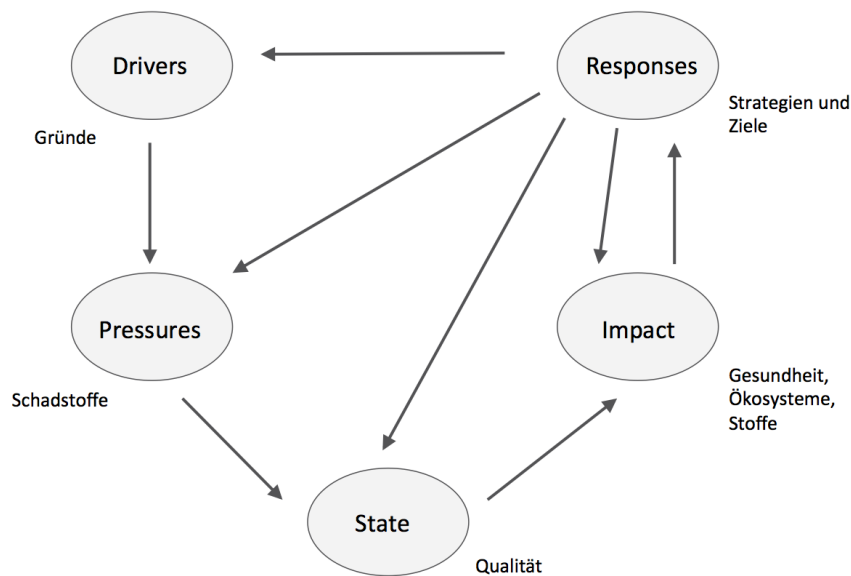 Drivers
Gründe
Responses
Strategien und
Ziele
Pressures
Schadstoffe
Impact
Gesundheit,
Ökosysteme,
Stoffe
State
Qualität